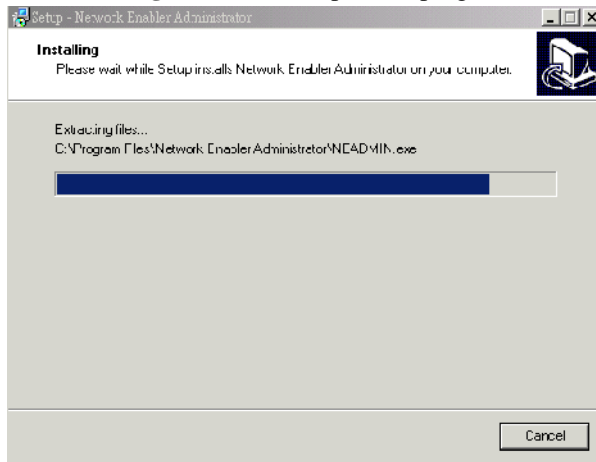 Setup - Network Enabler Administrator
Installing
Please wait while Setup installs Network Enabler Administrator on your computer.
Extracting files...
C:\Program Files\Network Enabler Administrator\NEADMIN.exe
Cancel